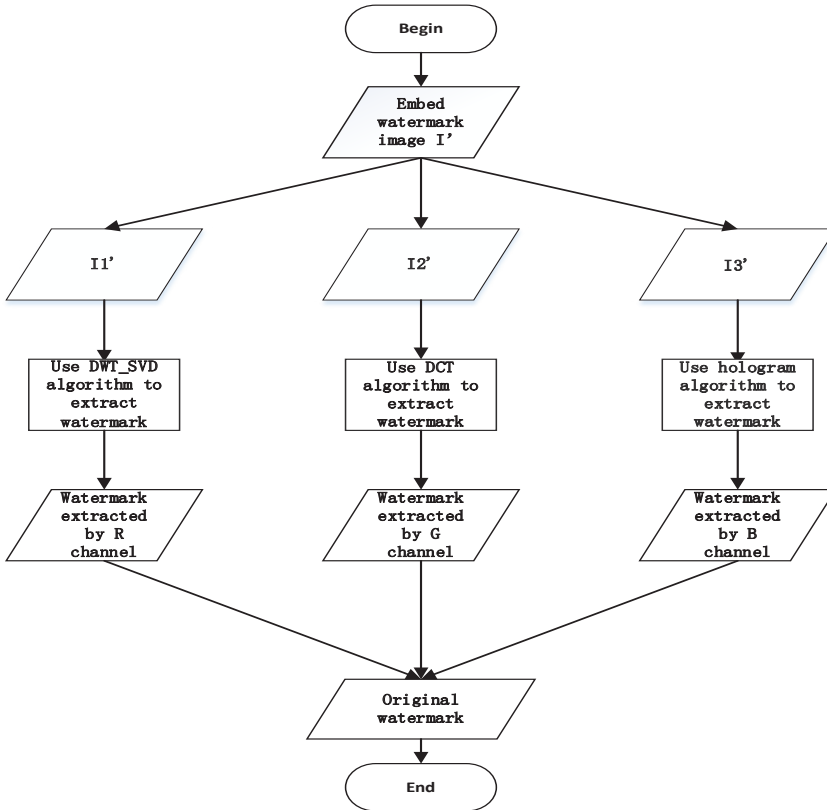 Begin
Embed
watermark
image I’
I1'
I2'
I3’
Use DWT_SVD
algorithm to
extract
watermark
Use DCT
algorithm to
extract
watermark
Use hologram
algorithm to
extract
watermark
Watermark
extracted
by R
channel
Watermark
extracted
by G
channel
Watermark
extracted
by B
channel
Original
watermark
End